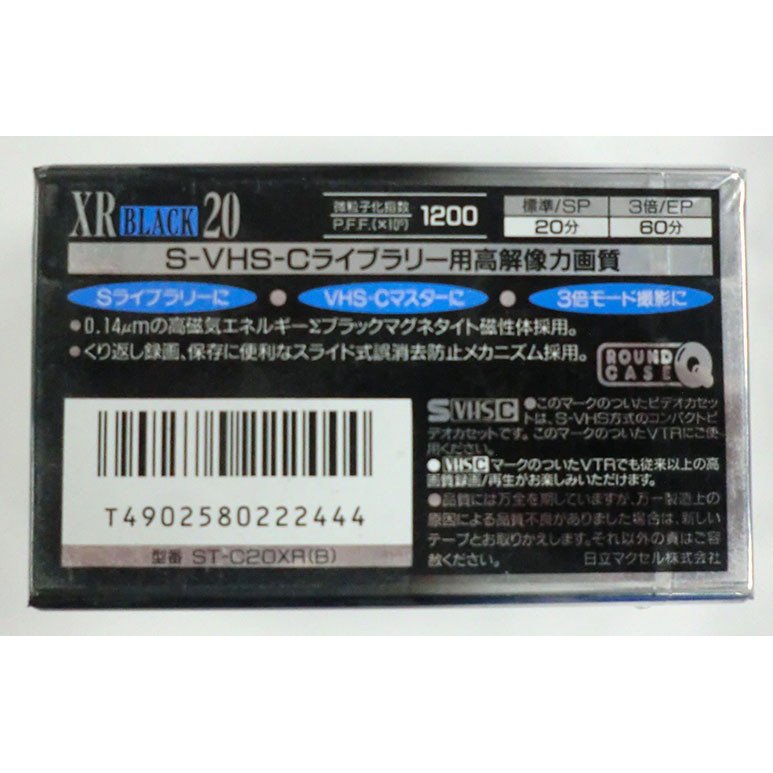 XR BLACK 20
微粒子化指数
P.F.F.(×10¹⁰) 1200
標準/SP 3倍/EP
20分 60分
S-VHS-Cライブラリー用高解像力画質
Sライブラリーに • VHS-Cマスターに • 3倍モード撮影に
●0.14μmの高磁気エネルギーΣブラックマグネタイト磁性体採用。
●くり返し録画、保存に便利なスライド式誤消去防止メカニズム採用。
ROUND
CASE Q
S VHS C ●このマークのついたビデオカセッ
トは、S-VHS方式のコンパクトビ
デオカセットです。このマークのついたVTRにご使
用ください。
●VHS C マークのついたVTRでも従来以上の高
画質録画/再生がお楽しみいただけます。
●品質には万全を期していますが、万一製造上の
原因による品質不良がありました場合は、新しい
テープとお取りかえします。それ以外の責はご容
赦ください。 日立マクセル株式会社
T4902580222444
型番 ST-C20XR(B)